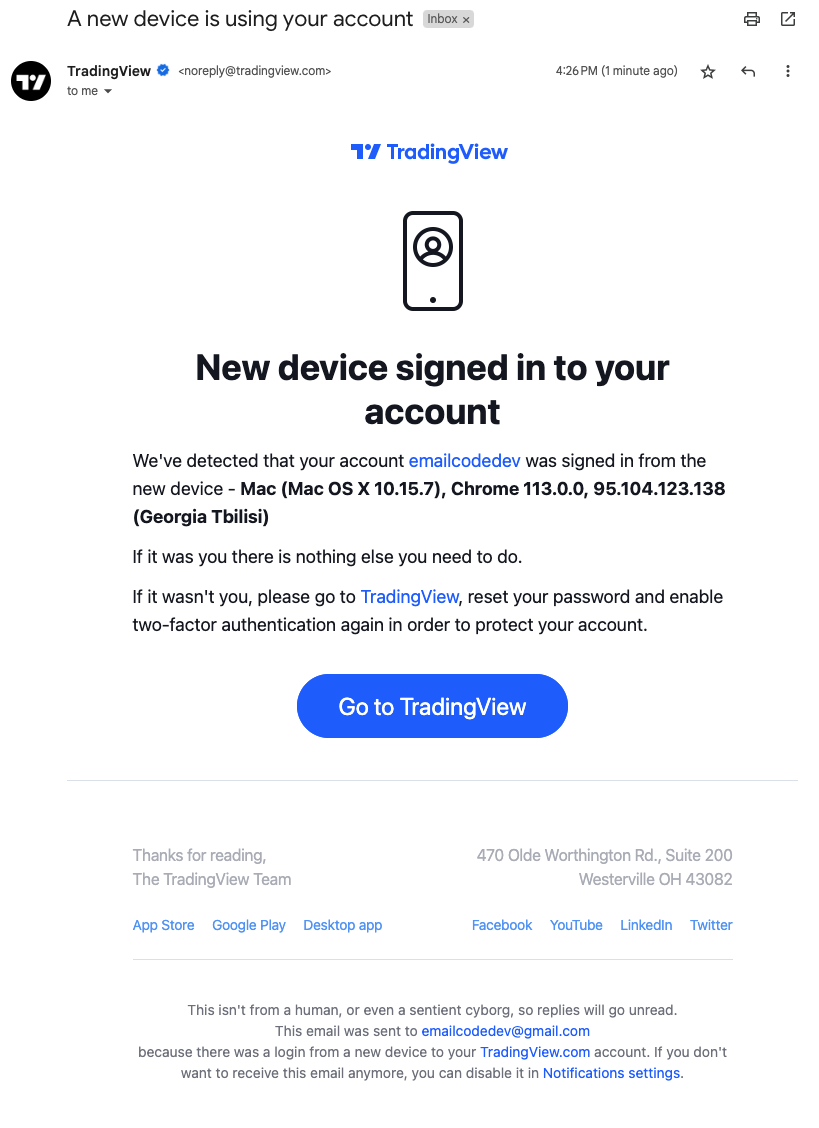 A new device is using your account Inbox ×
TradingView <noreply@tradingview.com> 4:26 PM (1 minute ago)
to me
TradingView
New device signed in to your
account
We've detected that your account emailcodedev was signed in from the
new device - Mac (Mac OS X 10.15.7), Chrome 113.0.0, 95.104.123.138
(Georgia Tbilisi)
If it was you there is nothing else you need to do.
If it wasn't you, please go to TradingView, reset your password and enable
two-factor authentication again in order to protect your account.
Go to TradingView
Thanks for reading, 470 Olde Worthington Rd., Suite 200
The TradingView Team Westerville OH 43082
App Store Google Play Desktop app Facebook YouTube LinkedIn Twitter
This isn't from a human, or even a sentient cyborg, so replies will go unread.
This email was sent to emailcodedev@gmail.com
because there was a login from a new device to your TradingView.com account. If you don't
want to receive this email anymore, you can disable it in Notifications settings.